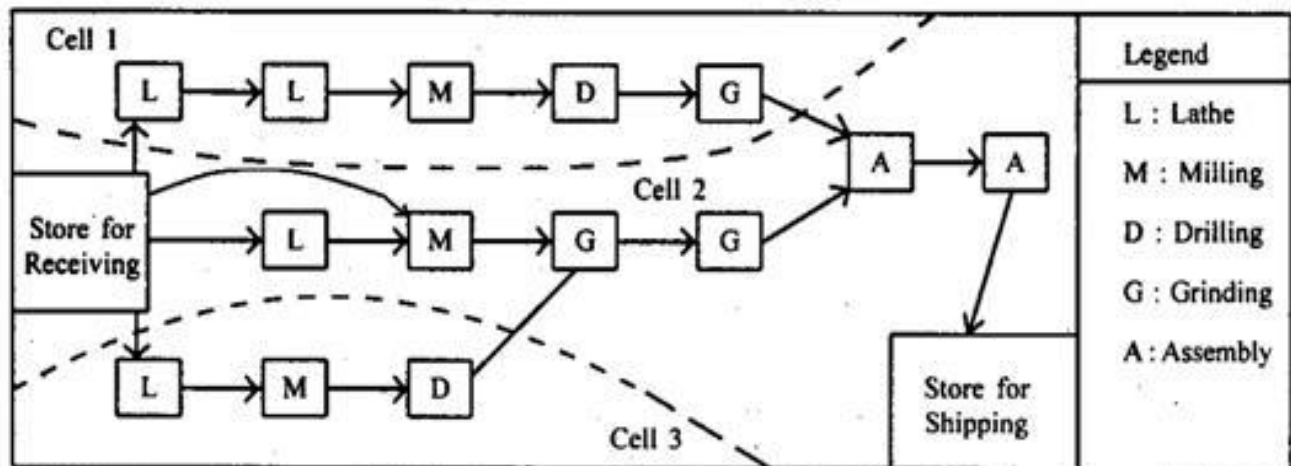 Cell 1
L L M D G
A A
Cell 2
Store for
Receiving
L M G G
L M D
Cell 3
Store for
Shipping
Legend
L : Lathe
M : Milling
D : Drilling
G : Grinding
A : Assembly